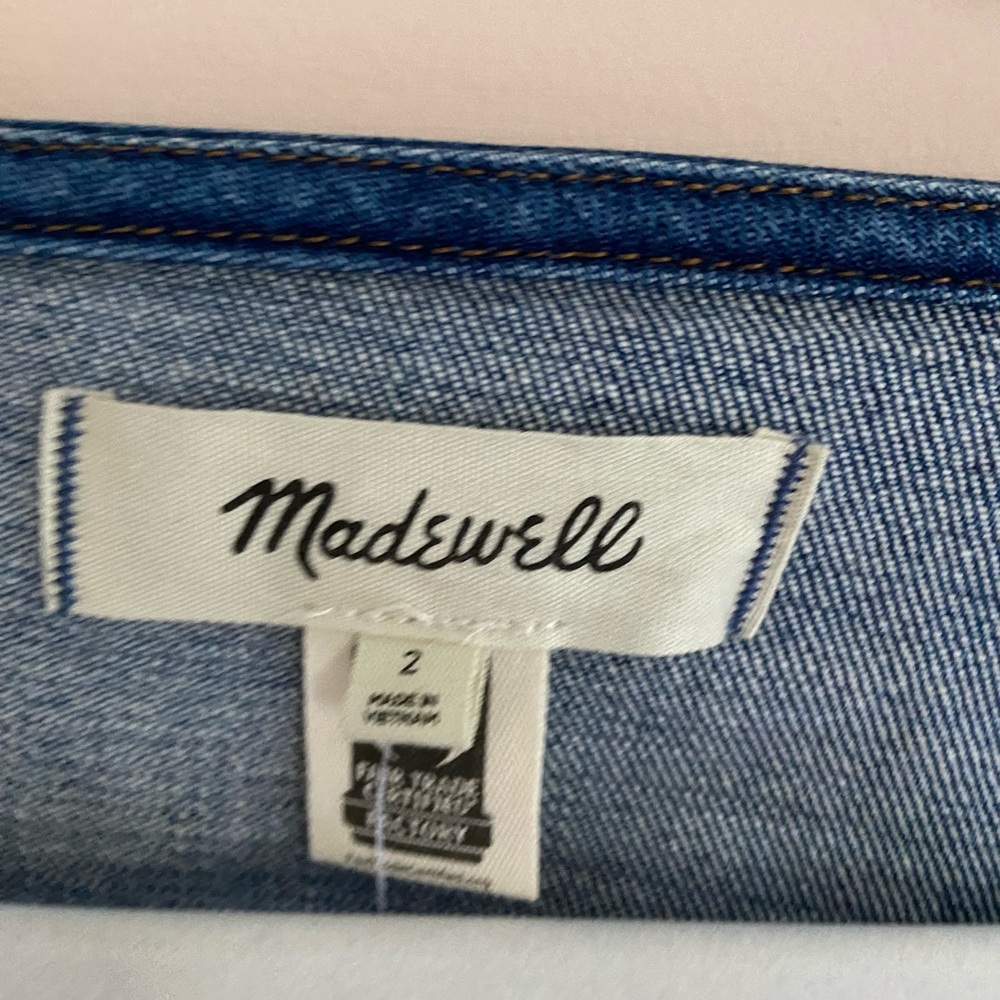 Madewell
2
MADE IN
VIETNAM
FAIR TRADE
CERTIFIED
FACTORY